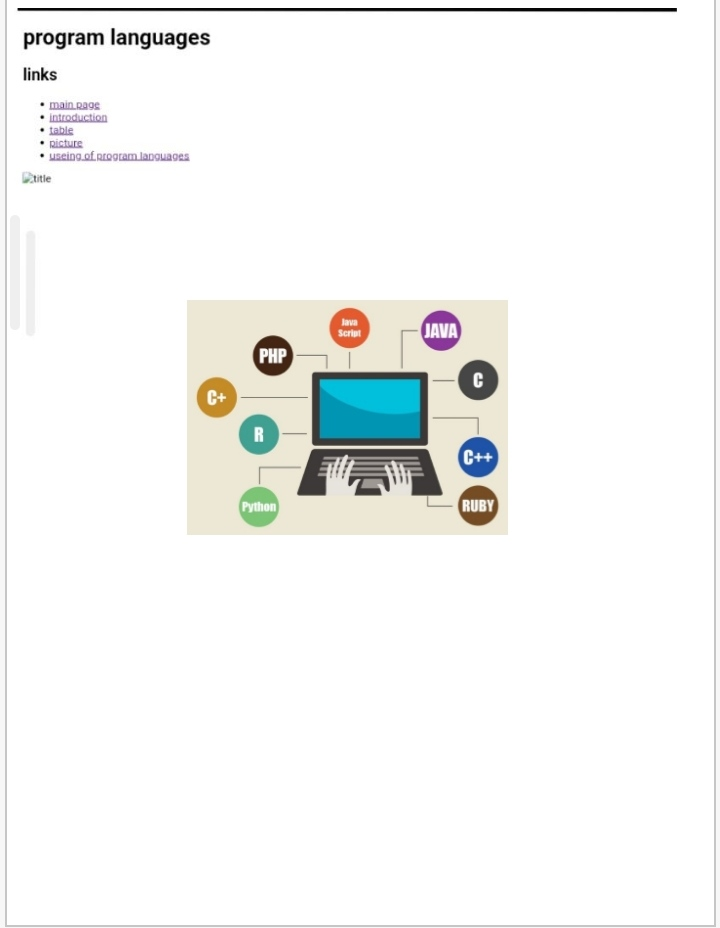 program languages
links
main page
introduction
table
picture
useing of program languages
title
Java
Script
JAVA
PHP
C
C+
R
C++
Python
RUBY